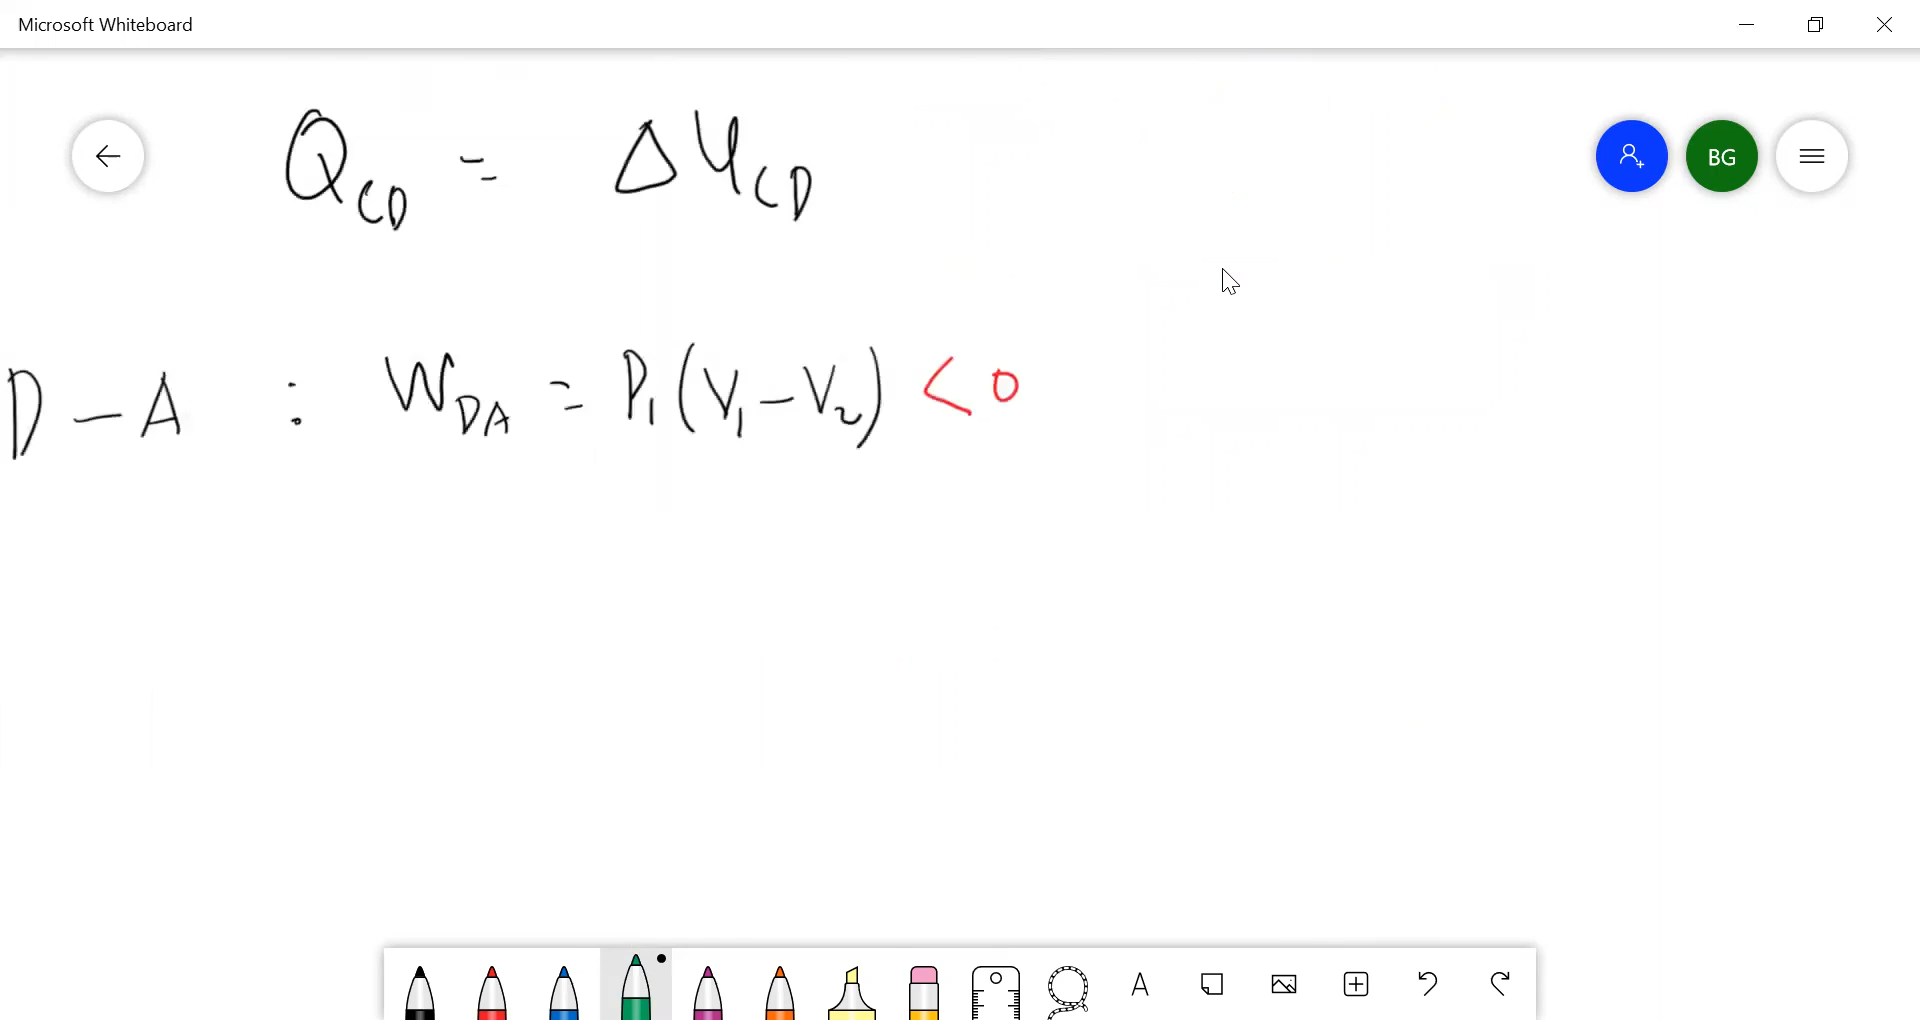 Microsoft Whiteboard
Q_CD = ΔU_CD
BG
D - A : W_DA = P_1 (V_1 - V_2) < 0
A